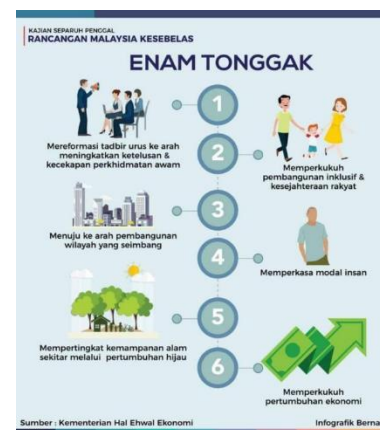 KAJIAN SEPARUH PENGGAL
RANCANGAN MALAYSIA KESEBELAS
ENAM TONGGAK
1
Mereformasi tadbir urus ke arah
meningkatkan ketelusan &
kecekapan perkhidmatan awam
2
Memperkukuh
pembangunan inklusif &
kesejahteraan rakyat
3
Menuju ke arah pembangunan
wilayah yang seimbang
4
Memperkasa modal insan
5
Mempertingkat kemampanan alam
sekitar melalui pertumbuhan hijau
6
Memperkukuh
pertumbuhan ekonomi
Sumber : Kementerian Hal Ehwal Ekonomi
Infografik Berna